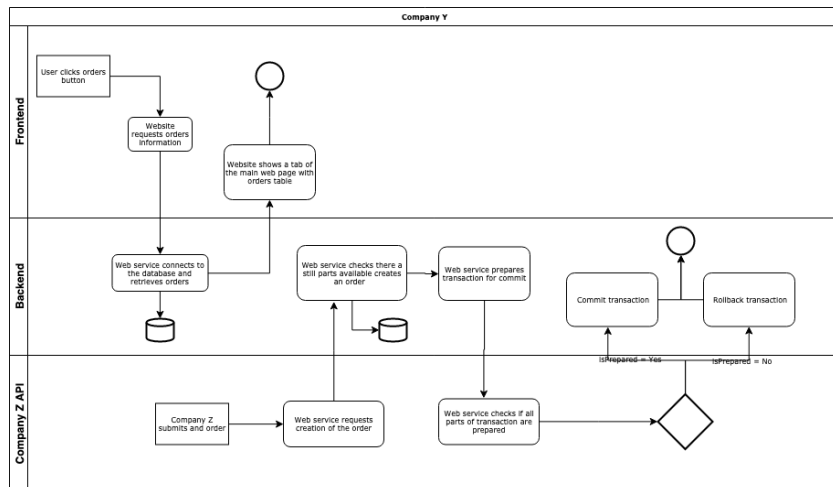 Company Y
Frontend
User clicks orders
button
Website
requests orders
information
Website shows a tab of
the main web page with
orders table
Backend
Web service connects to
the database and
retrieves orders
Web service checks there a
still parts available creates
an order
Web service prepares
transaction for commit
Commit transaction
Rollback transaction
IsPrepared = Yes
IsPrepared = No
Company Z API
Company Z
submits and order
Web service requests
creation of the order
Web service checks if all
parts of transaction are
prepared